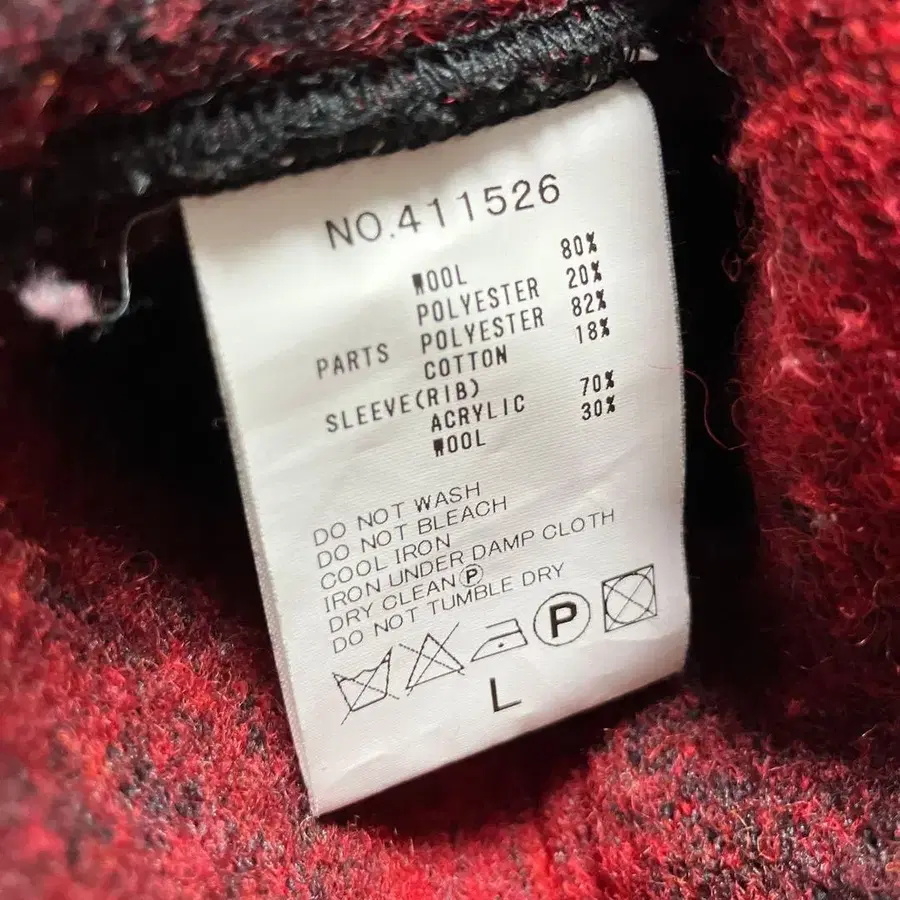 NO.411526
WOOL 80%
POLYESTER 20%
PARTS POLYESTER 82%
COTTON 18%
SLEEVE(RIB)
ACRYLIC 70%
WOOL 30%
DO NOT WASH
DO NOT BLEACH
COOL IRON
IRON UNDER DAMP CLOTH
DRY CLEAN Ⓟ
DO NOT TUMBLE DRY
P
L